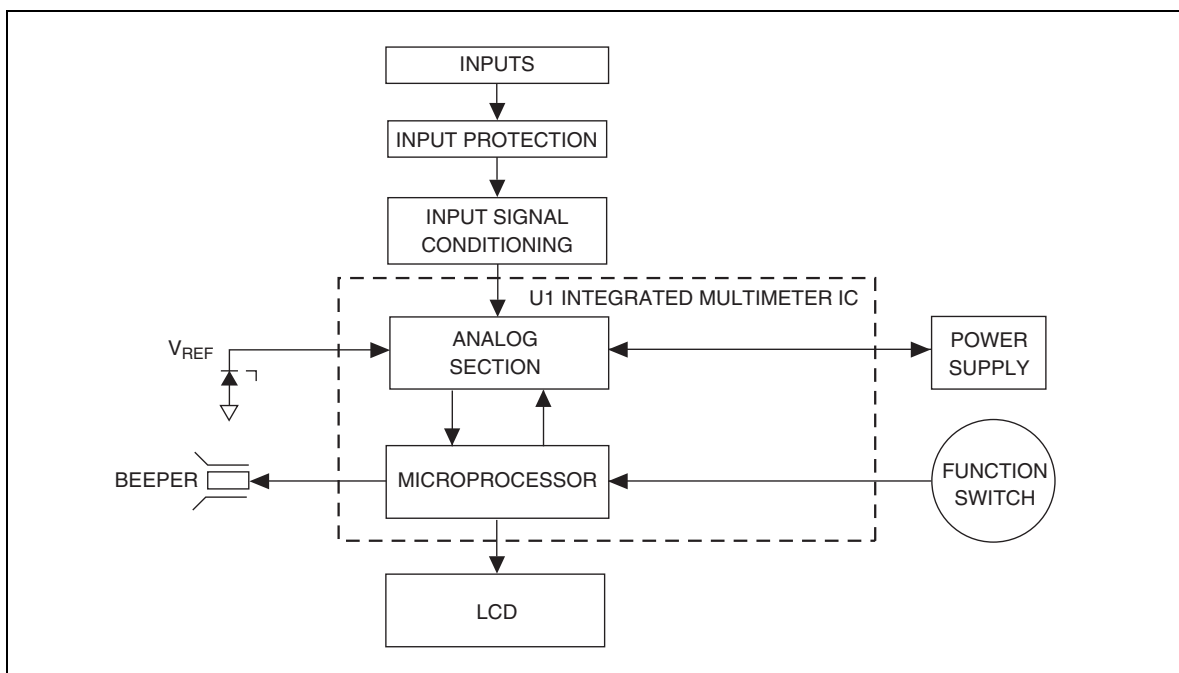 INPUTS
INPUT PROTECTION
INPUT SIGNAL
CONDITIONING
U1 INTEGRATED MULTIMETER IC
ANALOG
SECTION
VREF
POWER
SUPPLY
MICROPROCESSOR
BEEPER
FUNCTION
SWITCH
LCD